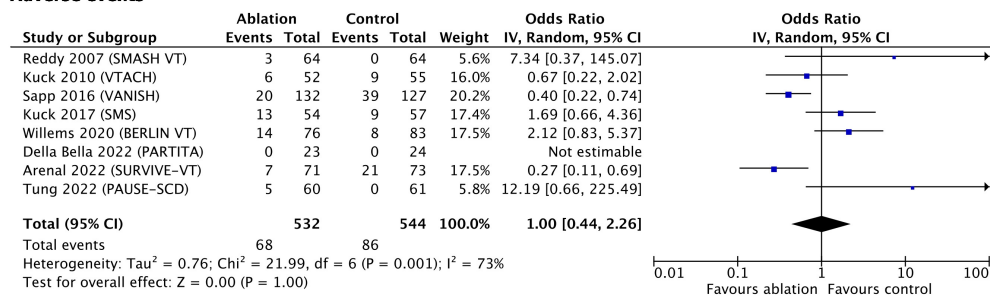 Adverse events
Ablation Control Odds Ratio Odds Ratio
Study or Subgroup Events Total Events Total Weight IV, Random, 95% CI IV, Random, 95% CI
Reddy 2007 (SMASH VT) 3 64 0 64 5.6% 7.34 [0.37, 145.07]
Kuck 2010 (VTACH) 6 52 9 55 16.0% 0.67 [0.22, 2.02]
Sapp 2016 (VANISH) 20 132 39 127 20.2% 0.40 [0.22, 0.74]
Kuck 2017 (SMS) 13 54 9 57 17.4% 1.69 [0.66, 4.36]
Willems 2020 (BERLIN VT) 14 76 8 83 17.5% 2.12 [0.83, 5.37]
Della Bella 2022 (PARTITA) 0 23 0 24 Not estimable
Arenal 2022 (SURVIVE-VT) 7 71 21 73 17.5% 0.27 [0.11, 0.69]
Tung 2022 (PAUSE-SCD) 5 60 0 61 5.8% 12.19 [0.66, 225.49]
Total (95% CI) 532 544 100.0% 1.00 [0.44, 2.26]
Total events 68 86
Heterogeneity: Tau² = 0.76; Chi² = 21.99, df = 6 (P = 0.001); I² = 73%
Test for overall effect: Z = 0.00 (P = 1.00)
0.01 0.1 1 10 100
Favours ablation Favours control